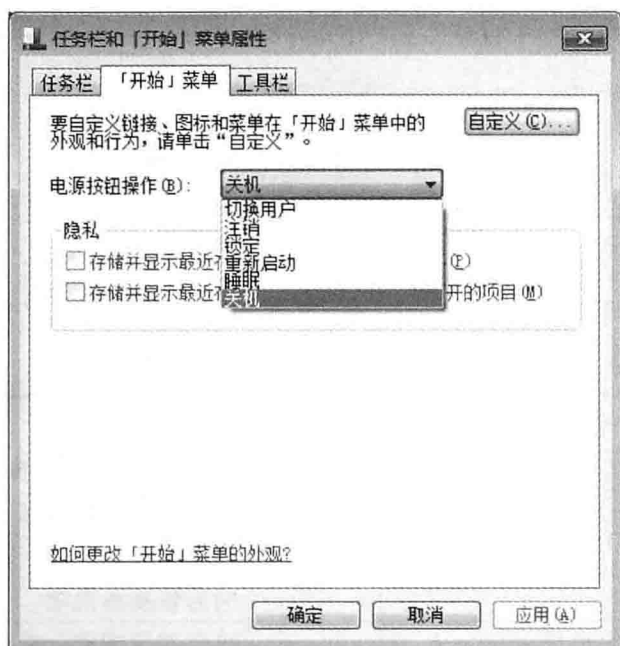 任务栏和「开始」菜单属性
任务栏 「开始」菜单 工具栏
要自定义链接、图标和菜单在「开始」菜单中的
外观和行为，请单击“自定义”。
自定义(C)...
电源按钮操作(B)：
关机
切换用户
注销
锁定
重新启动
睡眠
关机
隐私
存储并显示最近
(P)
存储并显示最近
开的项目(M)
如何更改「开始」菜单的外观?
确定 取消 应用(A)